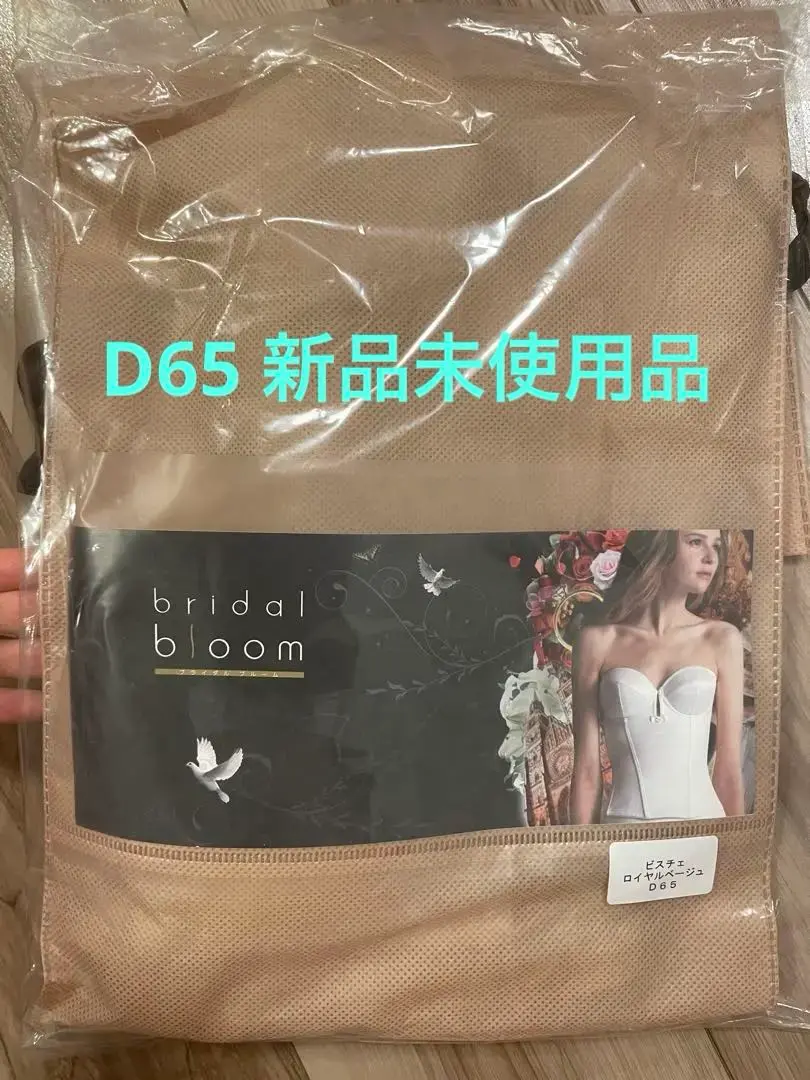 D65 新品未使用品
bridal
bloom
ブライダル ブルーム
ビスチェ
ロイヤルベージュ
D65